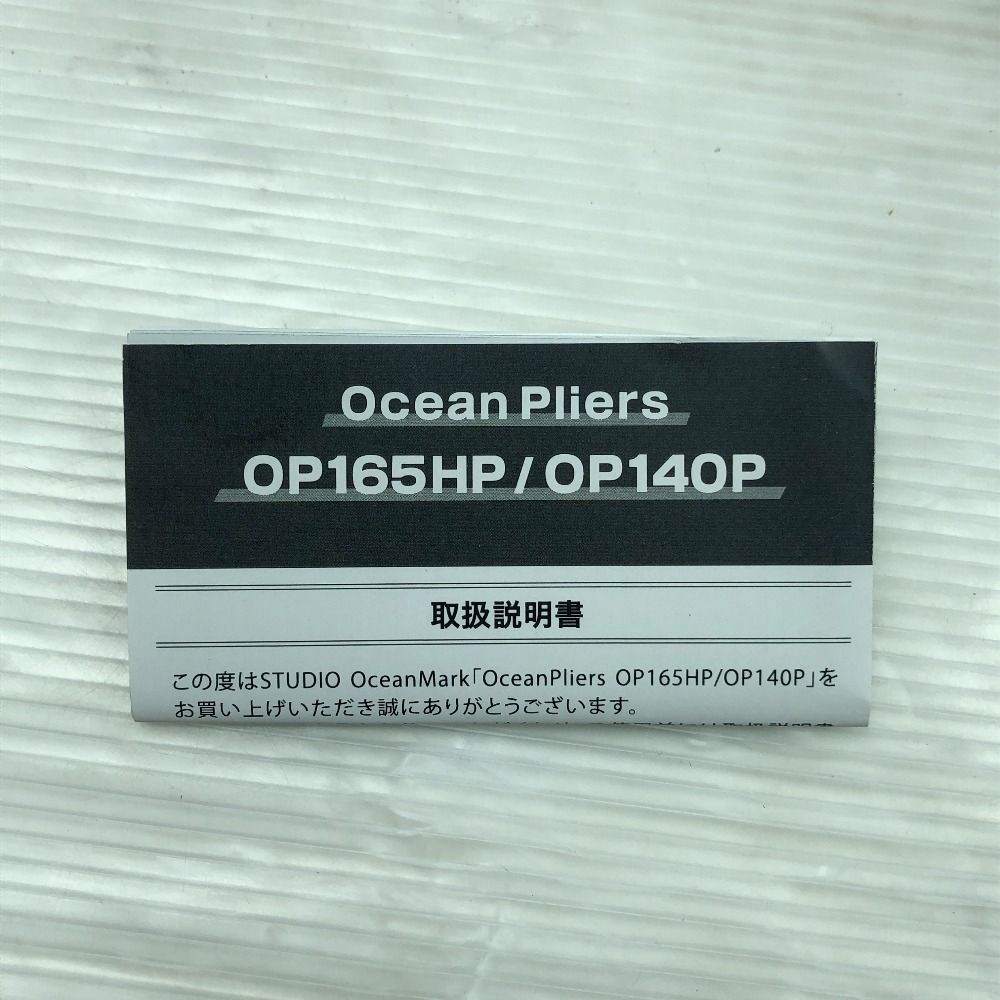 Ocean Pliers
OP165HP / OP140P
取扱説明書
この度はSTUDIO OceanMark「OceanPliers OP165HP/OP140P」を
お買い上げいただき誠にありがとうございます。